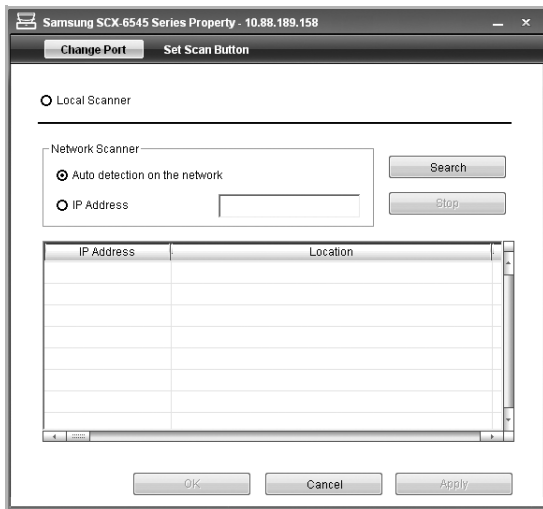 Samsung SCX-6545 Series Property - 10.88.189.158
Change Port Set Scan Button
Local Scanner
Network Scanner
Auto detection on the network
Search
IP Address
Stop
IP Address Location
OK Cancel Apply